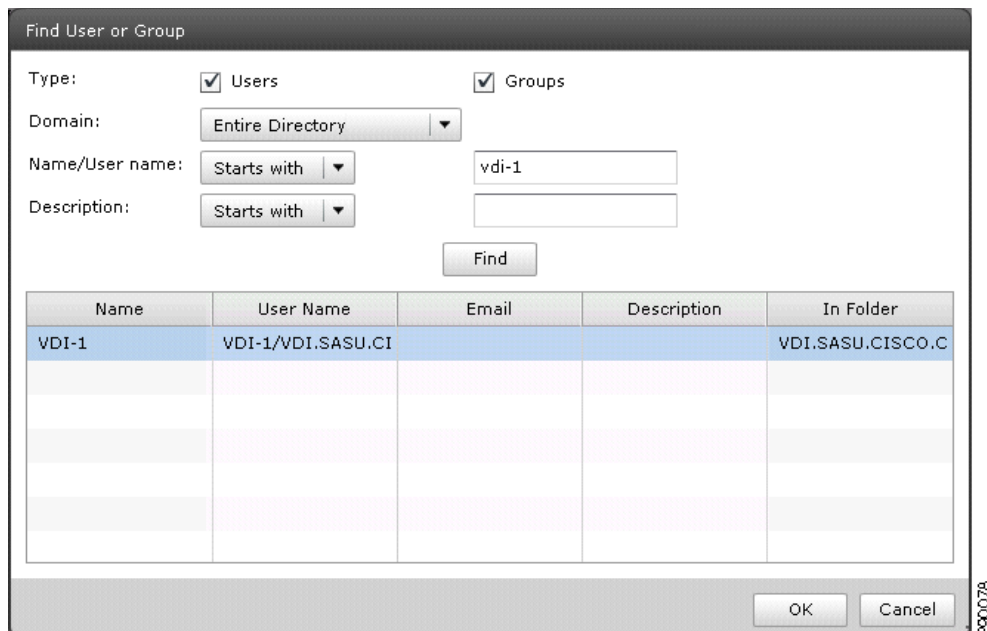 Find User or Group
Type: Users Groups
Domain: Entire Directory
Name/User name: Starts with vdi-1
Description: Starts with
Find
Name User Name Email Description In Folder
VDI-1 VDI-1/VDI.SASU.CI VDI.SASU.CISCO.C
OK Cancel